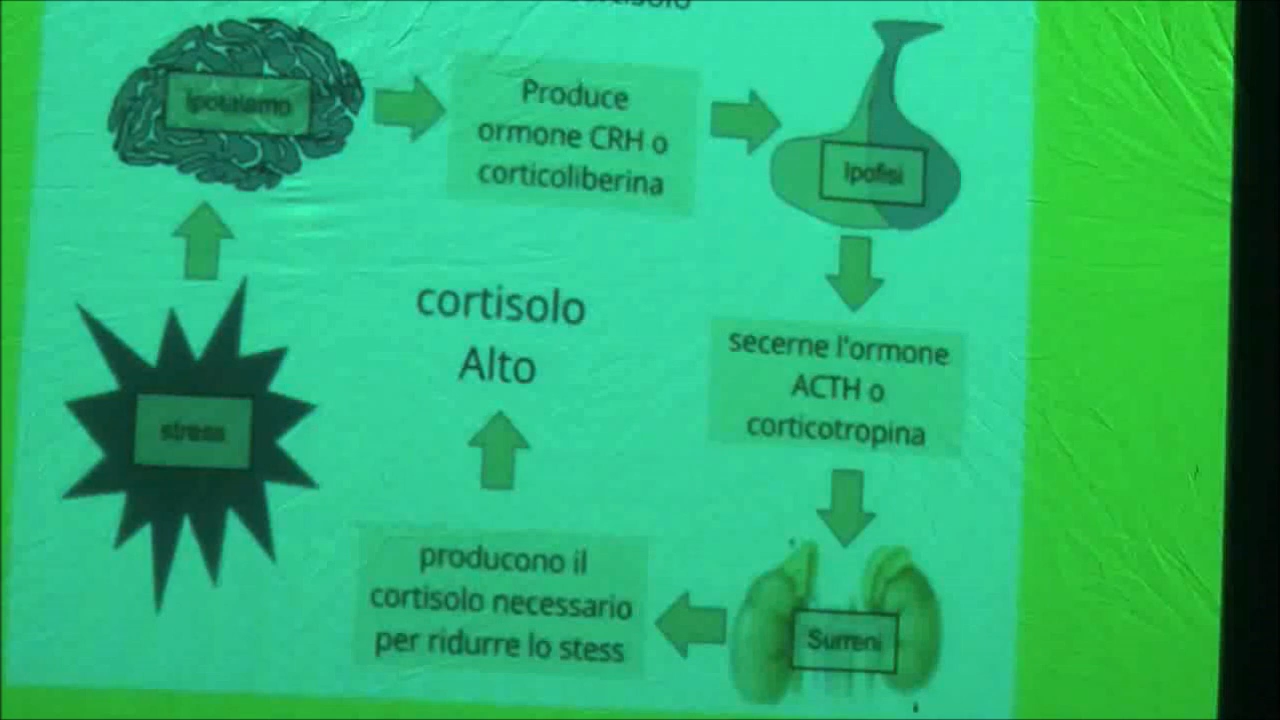 Ipotalamo
Produce
ormone CRH o
corticoliberina
Ipofisi
secerne l'ormone
ACTH o
corticotropina
Surreni
producono il
cortisolo necessario
per ridurre lo stess
cortisolo
Alto
stress